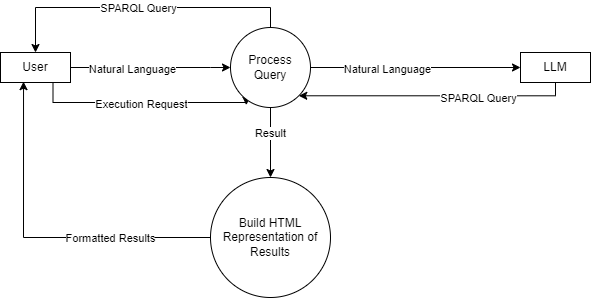 SPARQL Query
User
Natural Language
Process
Query
Natural Language
LLM
Execution Request
SPARQL Query
Result
Build HTML
Representation of
Results
Formatted Results